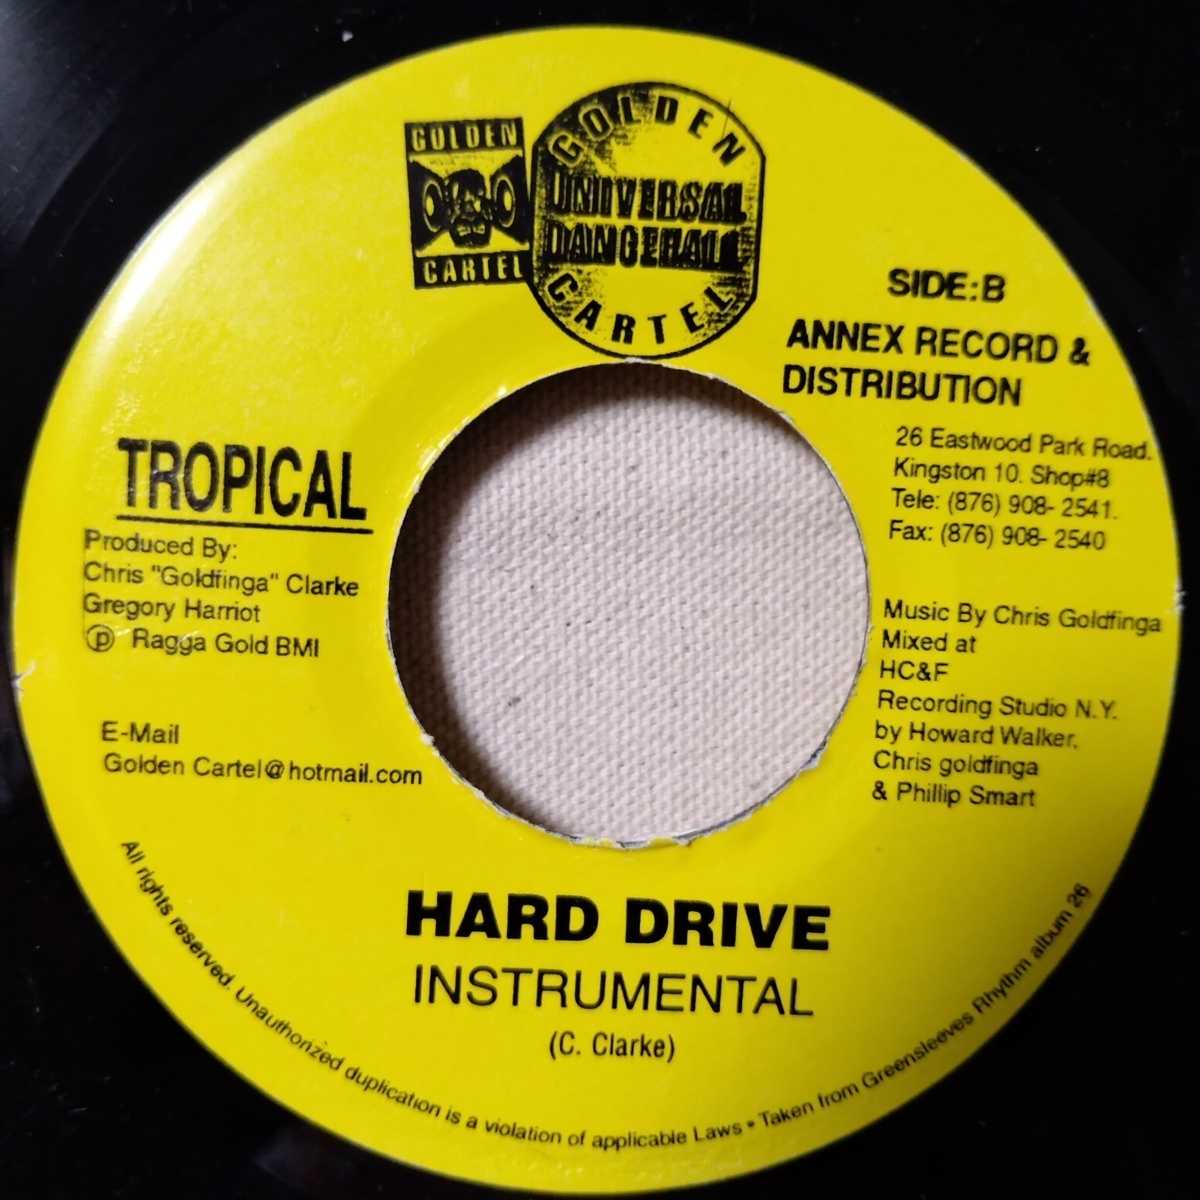 GOLDEN
CARTEL
GOLDEN
UNIVERSAL
DANCEHALL
CARTEL
SIDE:B
ANNEX RECORD &
DISTRIBUTION
26 Eastwood Park Road.
Kingston 10. Shop#8
Tele: (876) 908- 2541.
Fax: (876) 908- 2540
TROPICAL
Produced By:
Chris "Goldfinga" Clarke
Gregory Harriot
℗ Ragga Gold BMI
E-Mail
Golden Cartel@hotmail.com
Music By Chris Goldfinga
Mixed at
HC&F
Recording Studio N.Y.
by Howard Walker,
Chris goldfinga
& Phillip Smart
HARD DRIVE
INSTRUMENTAL
(C. Clarke)
All rights reserved. Unauthorized duplication is a violation of applicable Laws • Taken from Greensleeves Rhythm album 26